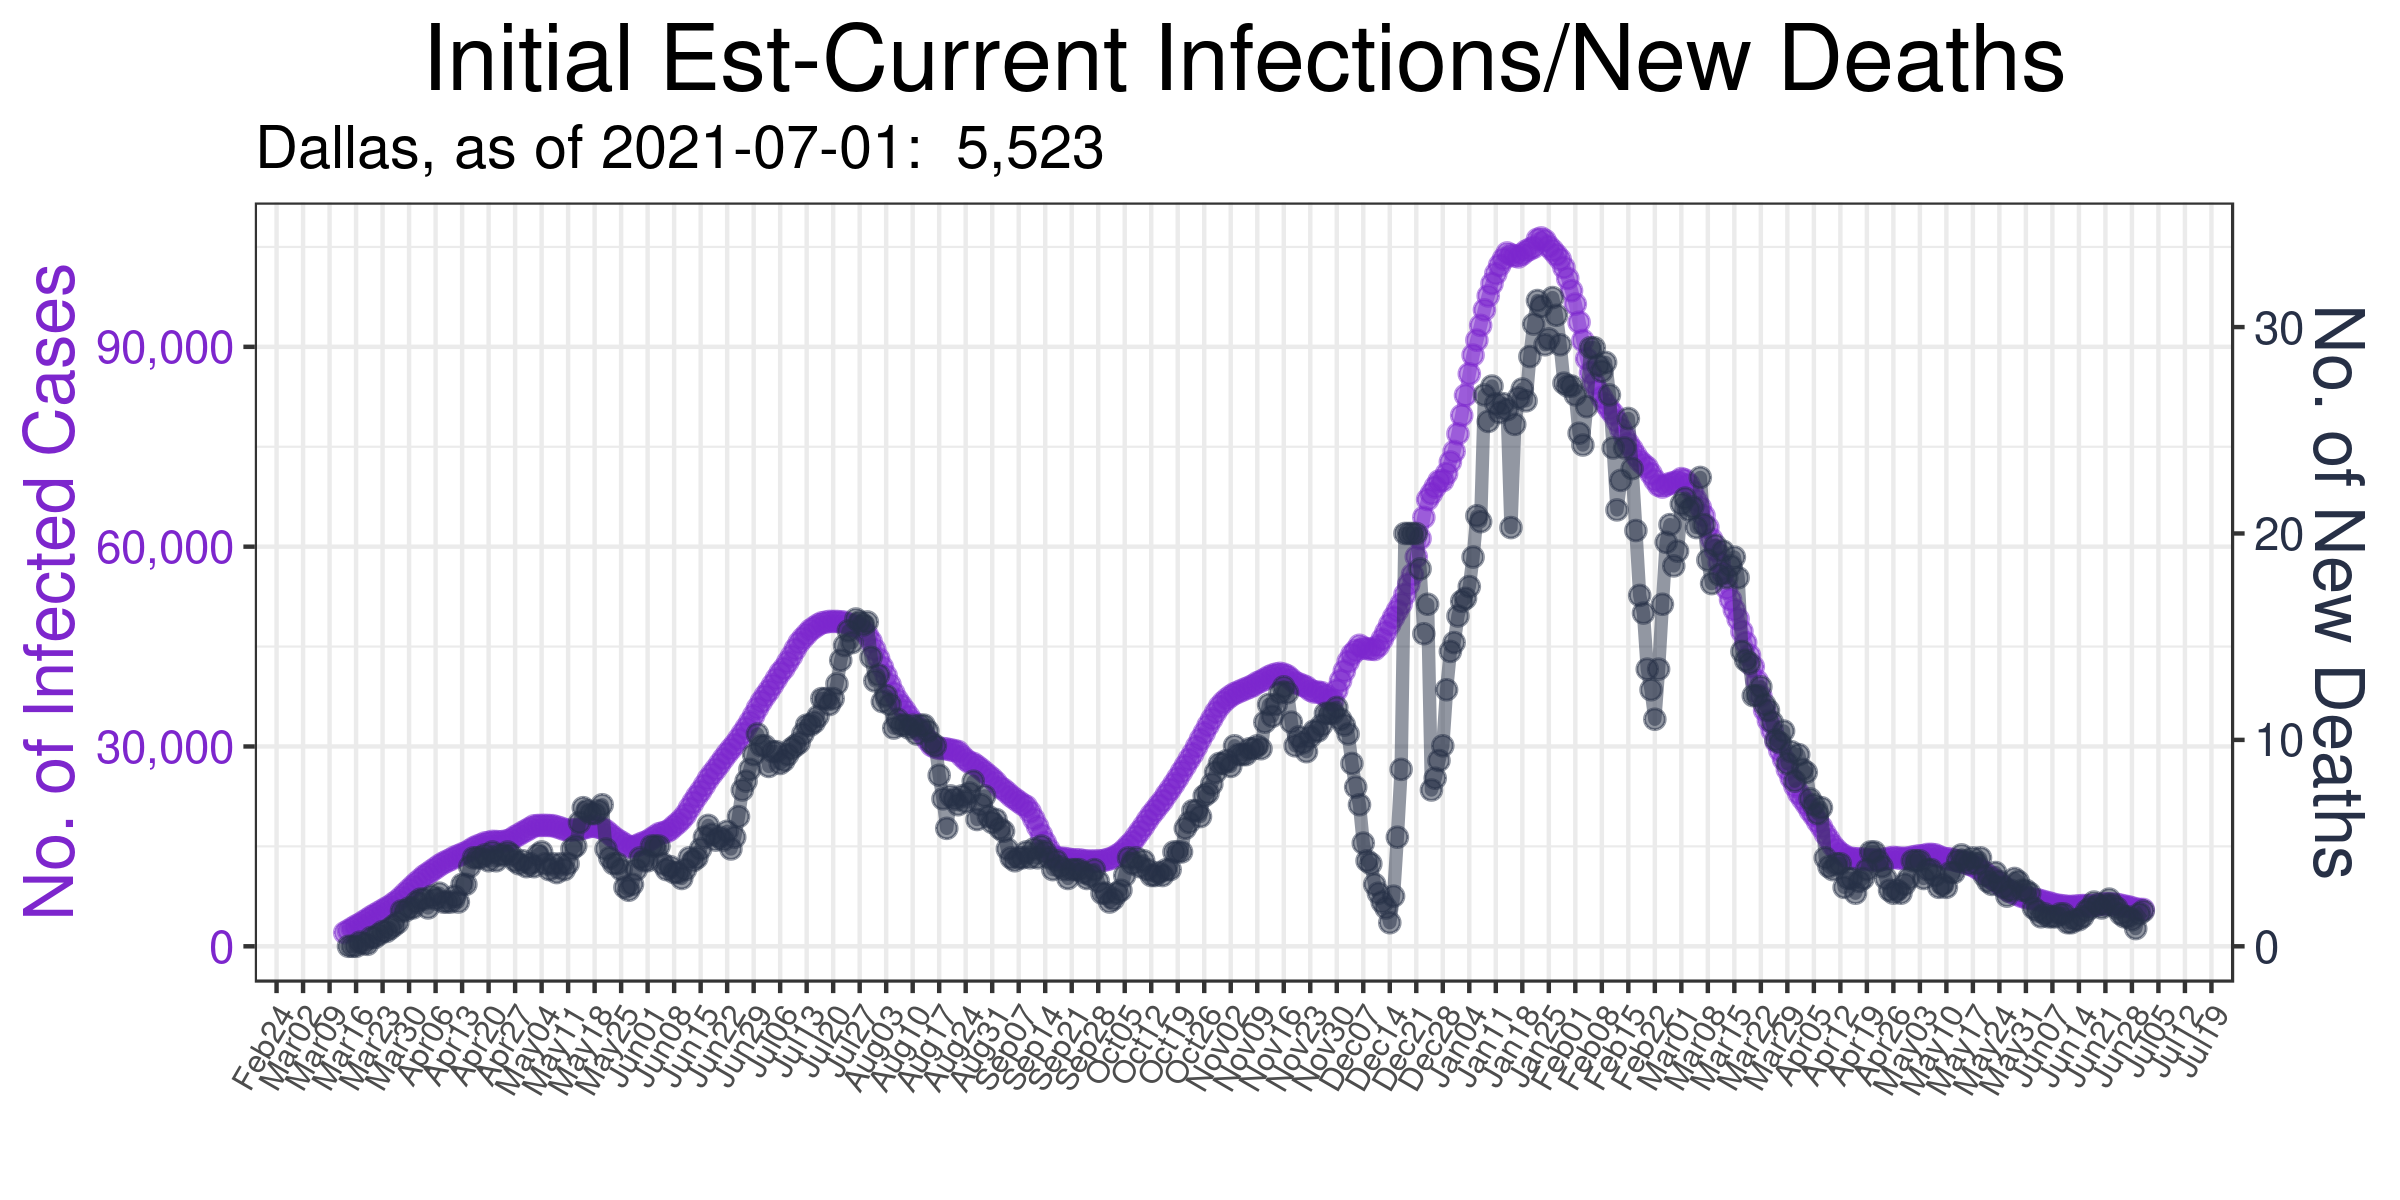 Initial Est-Current Infections/New Deaths
Dallas, as of 2021-07-01:  5,523
No. of Infected Cases
90,000
60,000
30,000
0
30
20
10
0
No. of New Deaths
Feb24
Mar02
Mar09
Mar16
Mar23
Mar30
Apr06
Apr13
Apr20
Apr27
May04
May11
May18
May25
Jun01
Jun08
Jun15
Jun22
Jun29
Jul06
Jul13
Jul20
Jul27
Aug03
Aug10
Aug17
Aug24
Aug31
Sep07
Sep14
Sep21
Sep28
Oct05
Oct12
Oct19
Oct26
Nov02
Nov09
Nov16
Nov23
Nov30
Dec07
Dec14
Dec21
Dec28
Jan04
Jan11
Jan18
Jan25
Feb01
Feb08
Feb15
Feb22
Mar01
Mar08
Mar15
Mar22
Mar29
Apr05
Apr12
Apr19
Apr26
May03
May10
May17
May24
May31
Jun07
Jun14
Jun21
Jun28
Jul05
Jul12
Jul19